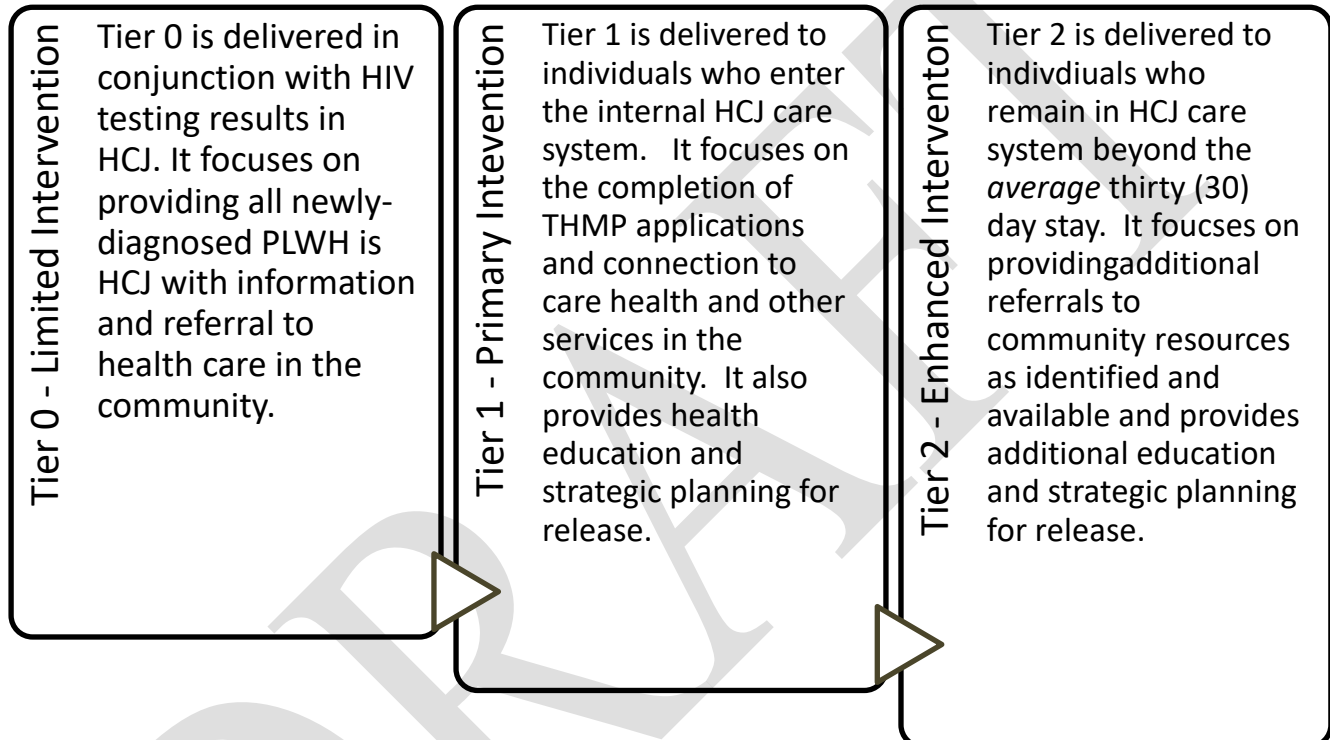 Tier 0 - Limited Intervention
Tier 0 is delivered in
conjunction with HIV
testing results in
HCJ. It focuses on
providing all newly-
diagnosed PLWH is
HCJ with information
and referral to
health care in the
community.
Tier 1 - Primary Intevention
Tier 1 is delivered to
individuals who enter
the internal HCJ care
system. It focuses on
the completion of
THMP applications
and connection to
care health and other
services in the
community. It also
provides health
education and
strategic planning for
release.
Tier 2 - Enhanced Interventon
Tier 2 is delivered to
indivdiuals who
remain in HCJ care
system beyond the
average thirty (30)
day stay. It foucses on
providingadditional
referrals to
community resources
as identified and
available and provides
additional education
and strategic planning
for release.
DRAFT